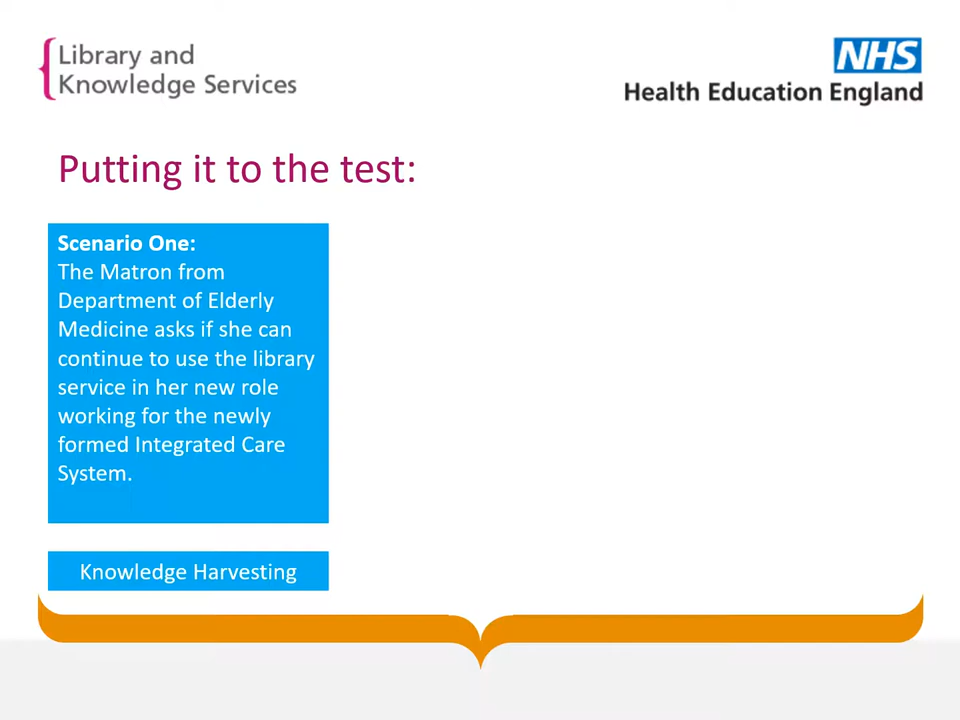 Library and
Knowledge Services
NHS
Health Education England
Putting it to the test:
Scenario One:
The Matron from
Department of Elderly
Medicine asks if she can
continue to use the library
service in her new role
working for the newly
formed Integrated Care
System.
Knowledge Harvesting